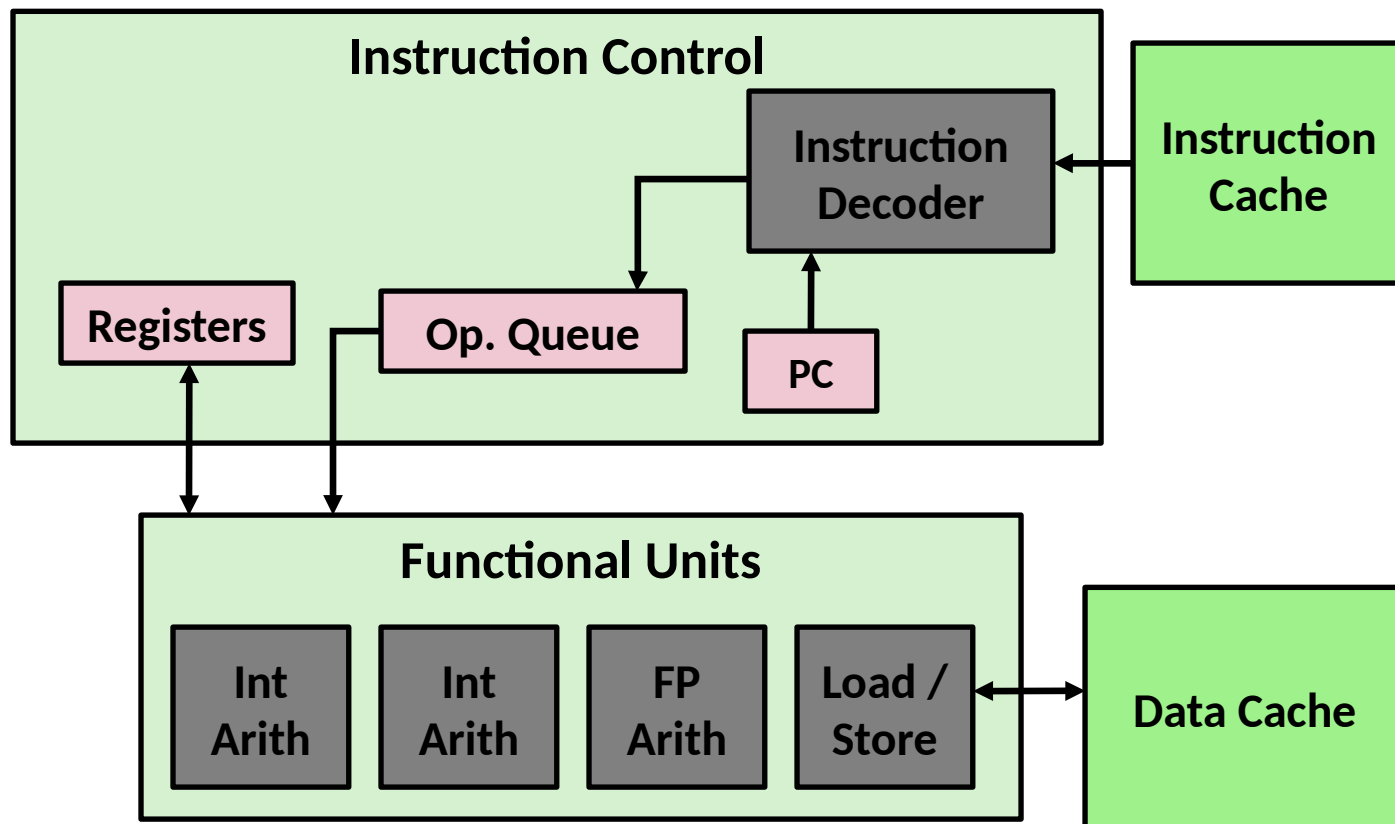 Instruction Control
Instruction
Decoder
Instruction
Cache
Registers
Op. Queue
PC
Functional Units
Int
Arith
Int
Arith
FP
Arith
Load /
Store
Data Cache